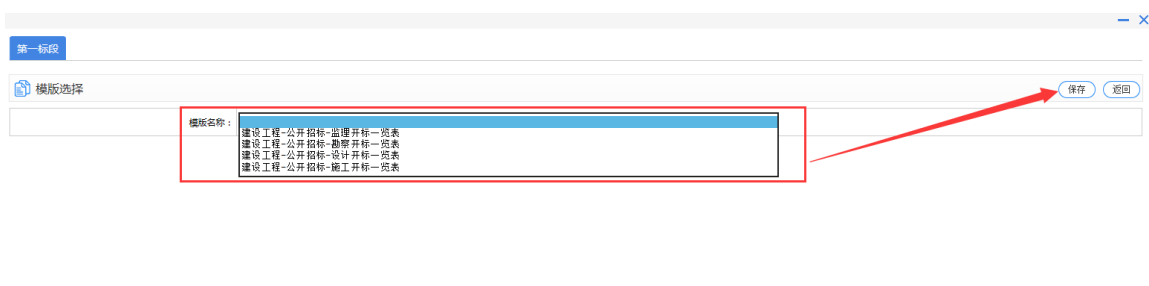 第一标段
模版选择
保存
返回
模版名称：
建设工程-公开招标-监理开标一览表
建设工程-公开招标-勘察开标一览表
建设工程-公开招标-设计开标一览表
建设工程-公开招标-施工开标一览表